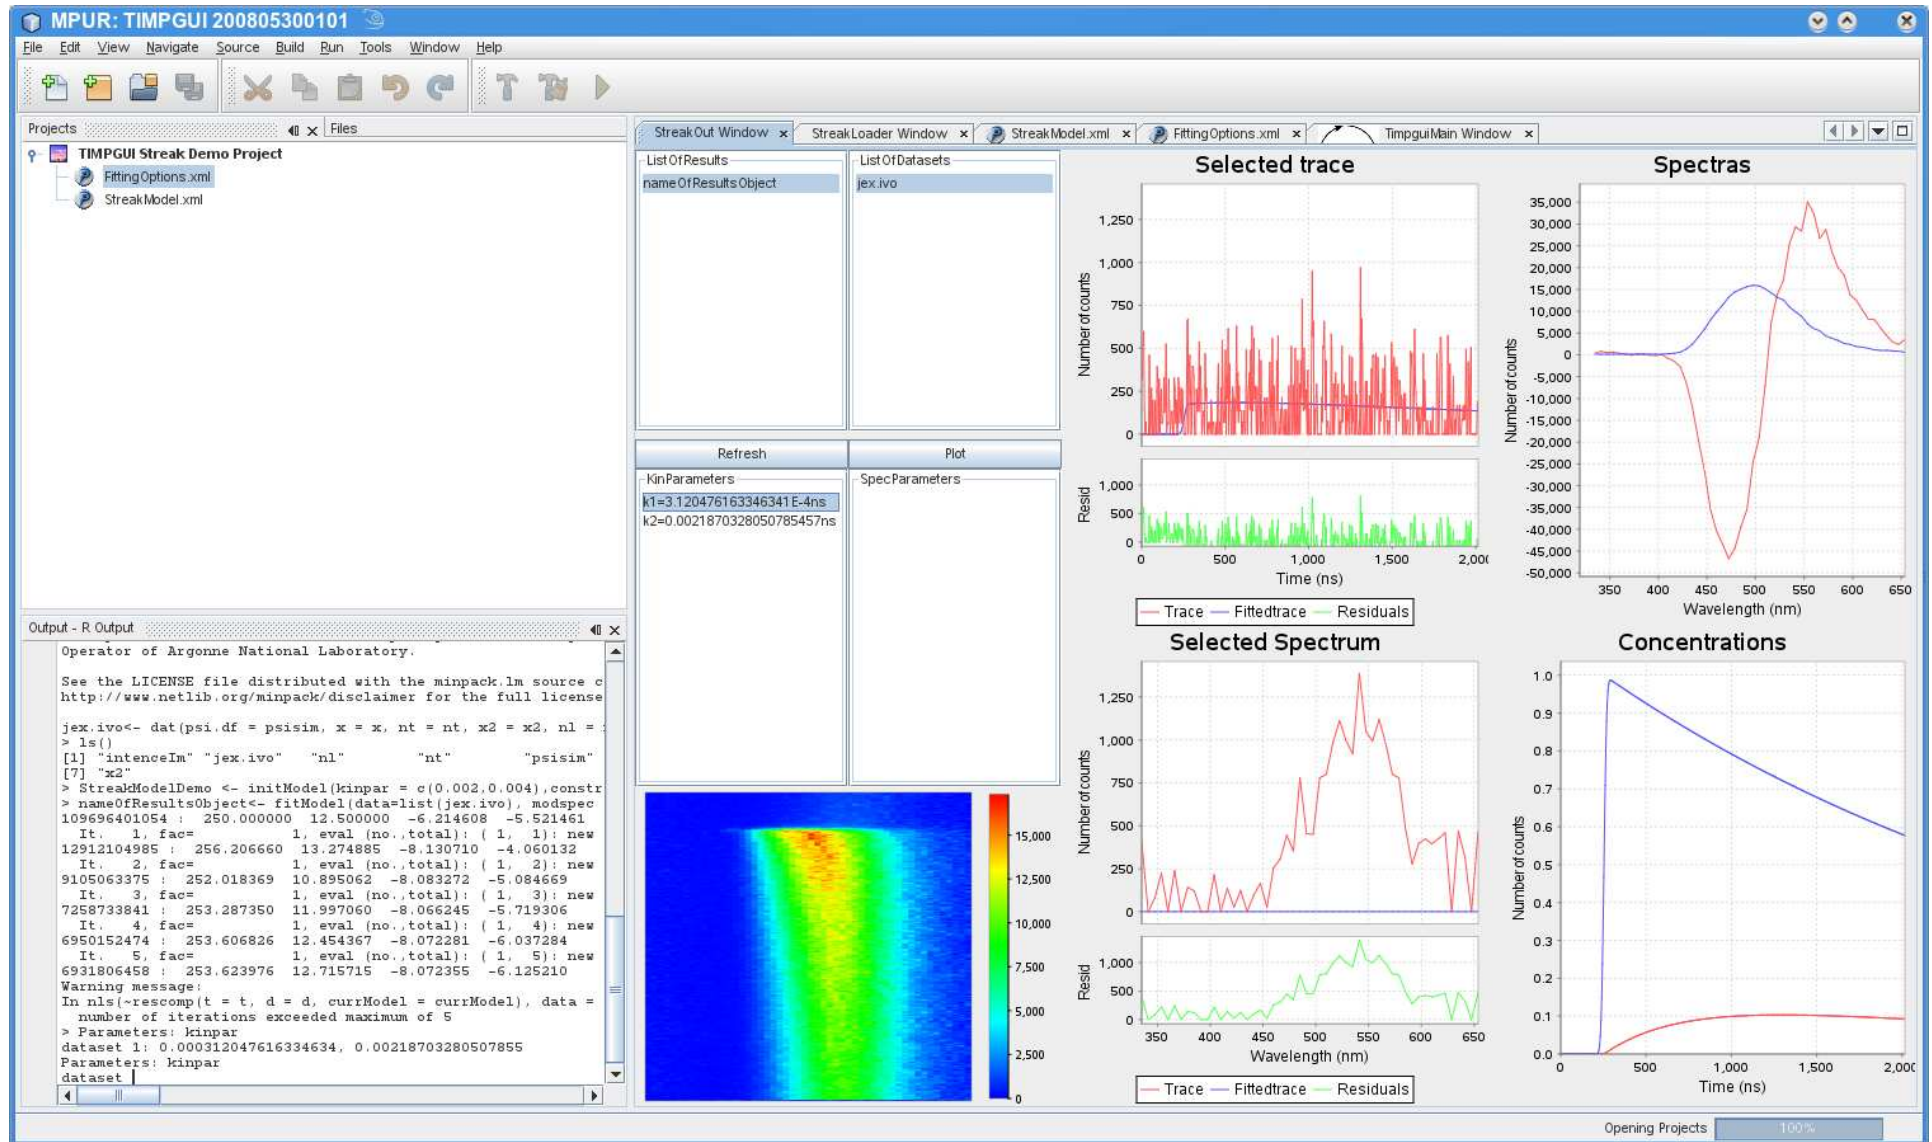 MPUR: TIMPGUI 200805300101
File Edit View Navigate Source Build Run Tools Window Help
Projects Files
TIMPGUI Streak Demo Project
FittingOptions.xml
StreakModel.xml
Output - R Output
Operator of Argonne National Laboratory.
See the LICENSE file distributed with the minpack.lm source c
http://www.netlib.org/minpack/disclaimer for the full license
jex.ivo<- dat(psi.df = psisim, x = x, nt = nt, x2 = x2, nl =
> ls()
[1] "intenceIm" "jex.ivo" "nl" "nt" "psisim"
[7] "x2"
> StreakModelDemo <- initModel(kinpar = c(0.002,0.004),constr
> nameOfResultsObject<- fitModel(data=list(jex.ivo), modspec
109696401054 : 250.000000 12.500000 -6.214608 -5.521461
It. 1, fac= 1, eval (no.,total): ( 1, 1): new
12912104985 : 256.206660 13.274885 -8.130710 -4.060132
It. 2, fac= 1, eval (no.,total): ( 1, 2): new
9105063375 : 252.018369 10.895062 -8.083272 -5.084669
It. 3, fac= 1, eval (no.,total): ( 1, 3): new
7258733841 : 253.287350 11.997060 -8.066245 -5.719306
It. 4, fac= 1, eval (no.,total): ( 1, 4): new
6950152474 : 253.606826 12.454367 -8.072281 -6.037284
It. 5, fac= 1, eval (no.,total): ( 1, 5): new
6931806458 : 253.623976 12.715715 -8.072355 -6.125210
Warning message:
In nls(~rescomp(t = t, d = d, currModel = currModel), data =
number of iterations exceeded maximum of 5
> Parameters: kinpar
dataset 1: 0.000312047616334634, 0.00218703280507855
Parameters: kinpar
dataset
StreakOut Window StreakLoader Window StreakModel.xml FittingOptions.xml TimpguiMain Window
ListOfResults
nameOfResultsObject
ListOfDatasets
jex.ivo
Refresh Plot
KinParameters
k1=3.120476163346341E-4ns
k2=0.0021870328050785457ns
SpecParameters
15,000
12,500
10,000
7,500
5,000
2,500
0
Selected trace
Number of counts
1,250
1,000
750
500
250
0
Resid
1,000
500
0
0 500 1,000 1,500 2,00
Time (ns)
Trace Fittedtrace Residuals
Spectras
Number of counts
35,000
30,000
25,000
20,000
15,000
10,000
5,000
0
-5,000
-10,000
-15,000
-20,000
-25,000
-30,000
-35,000
-40,000
-45,000
-50,000
350 400 450 500 550 600 650
Wavelength (nm)
Selected Spectrum
Number of counts
1,250
1,000
750
500
250
0
Resid
1,000
500
0
350 400 450 500 550 600 650
Wavelength (nm)
Trace Fittedtrace Residuals
Concentrations
Number of counts
1.0
0.9
0.8
0.7
0.6
0.5
0.4
0.3
0.2
0.1
0.0
0 500 1,000 1,500 2,000
Time (ns)
Opening Projects 100%